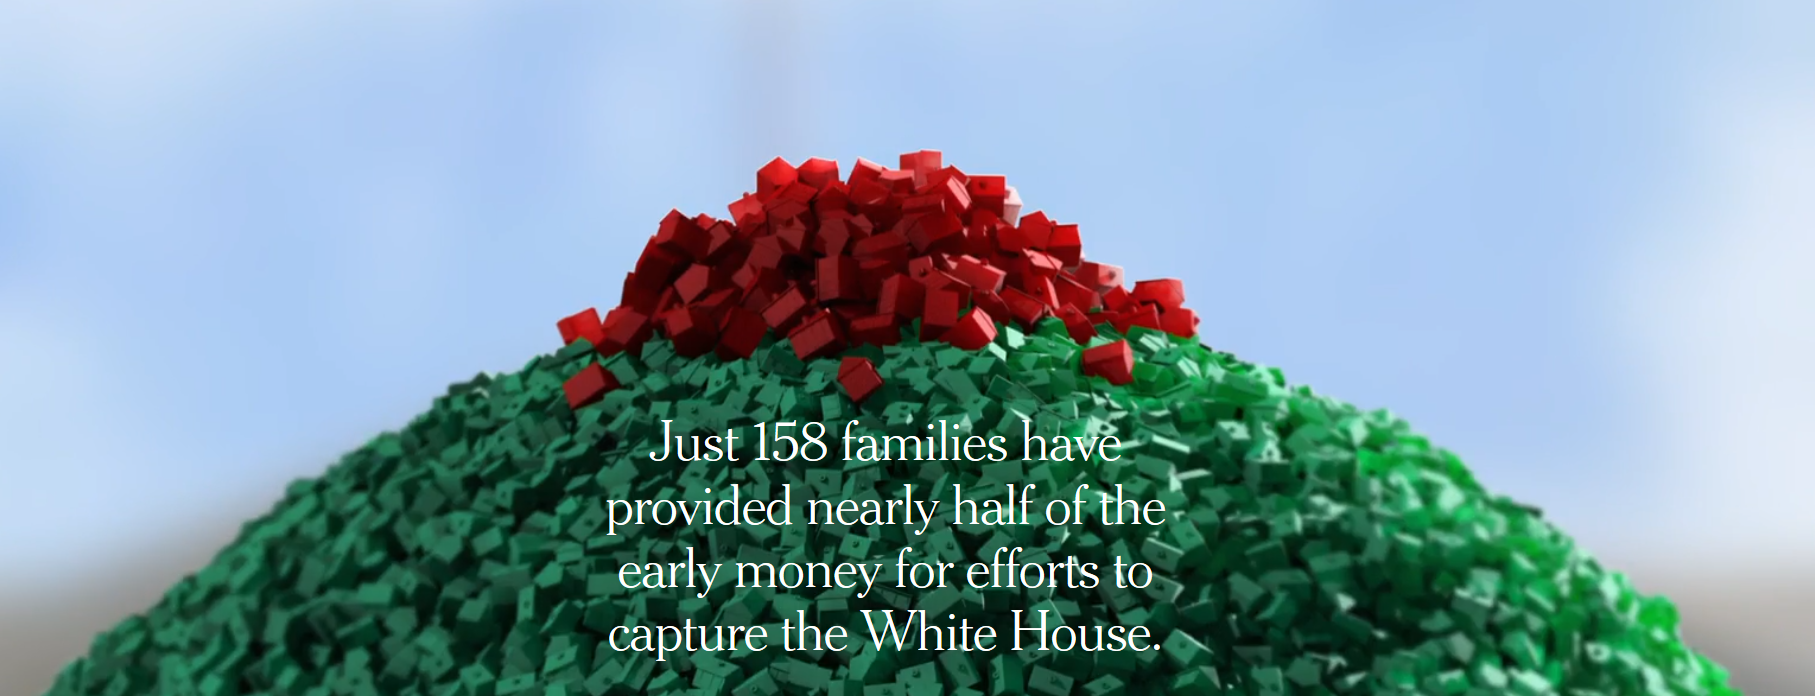 Just 158 families have
provided nearly half of the
early money for efforts to
capture the White House.